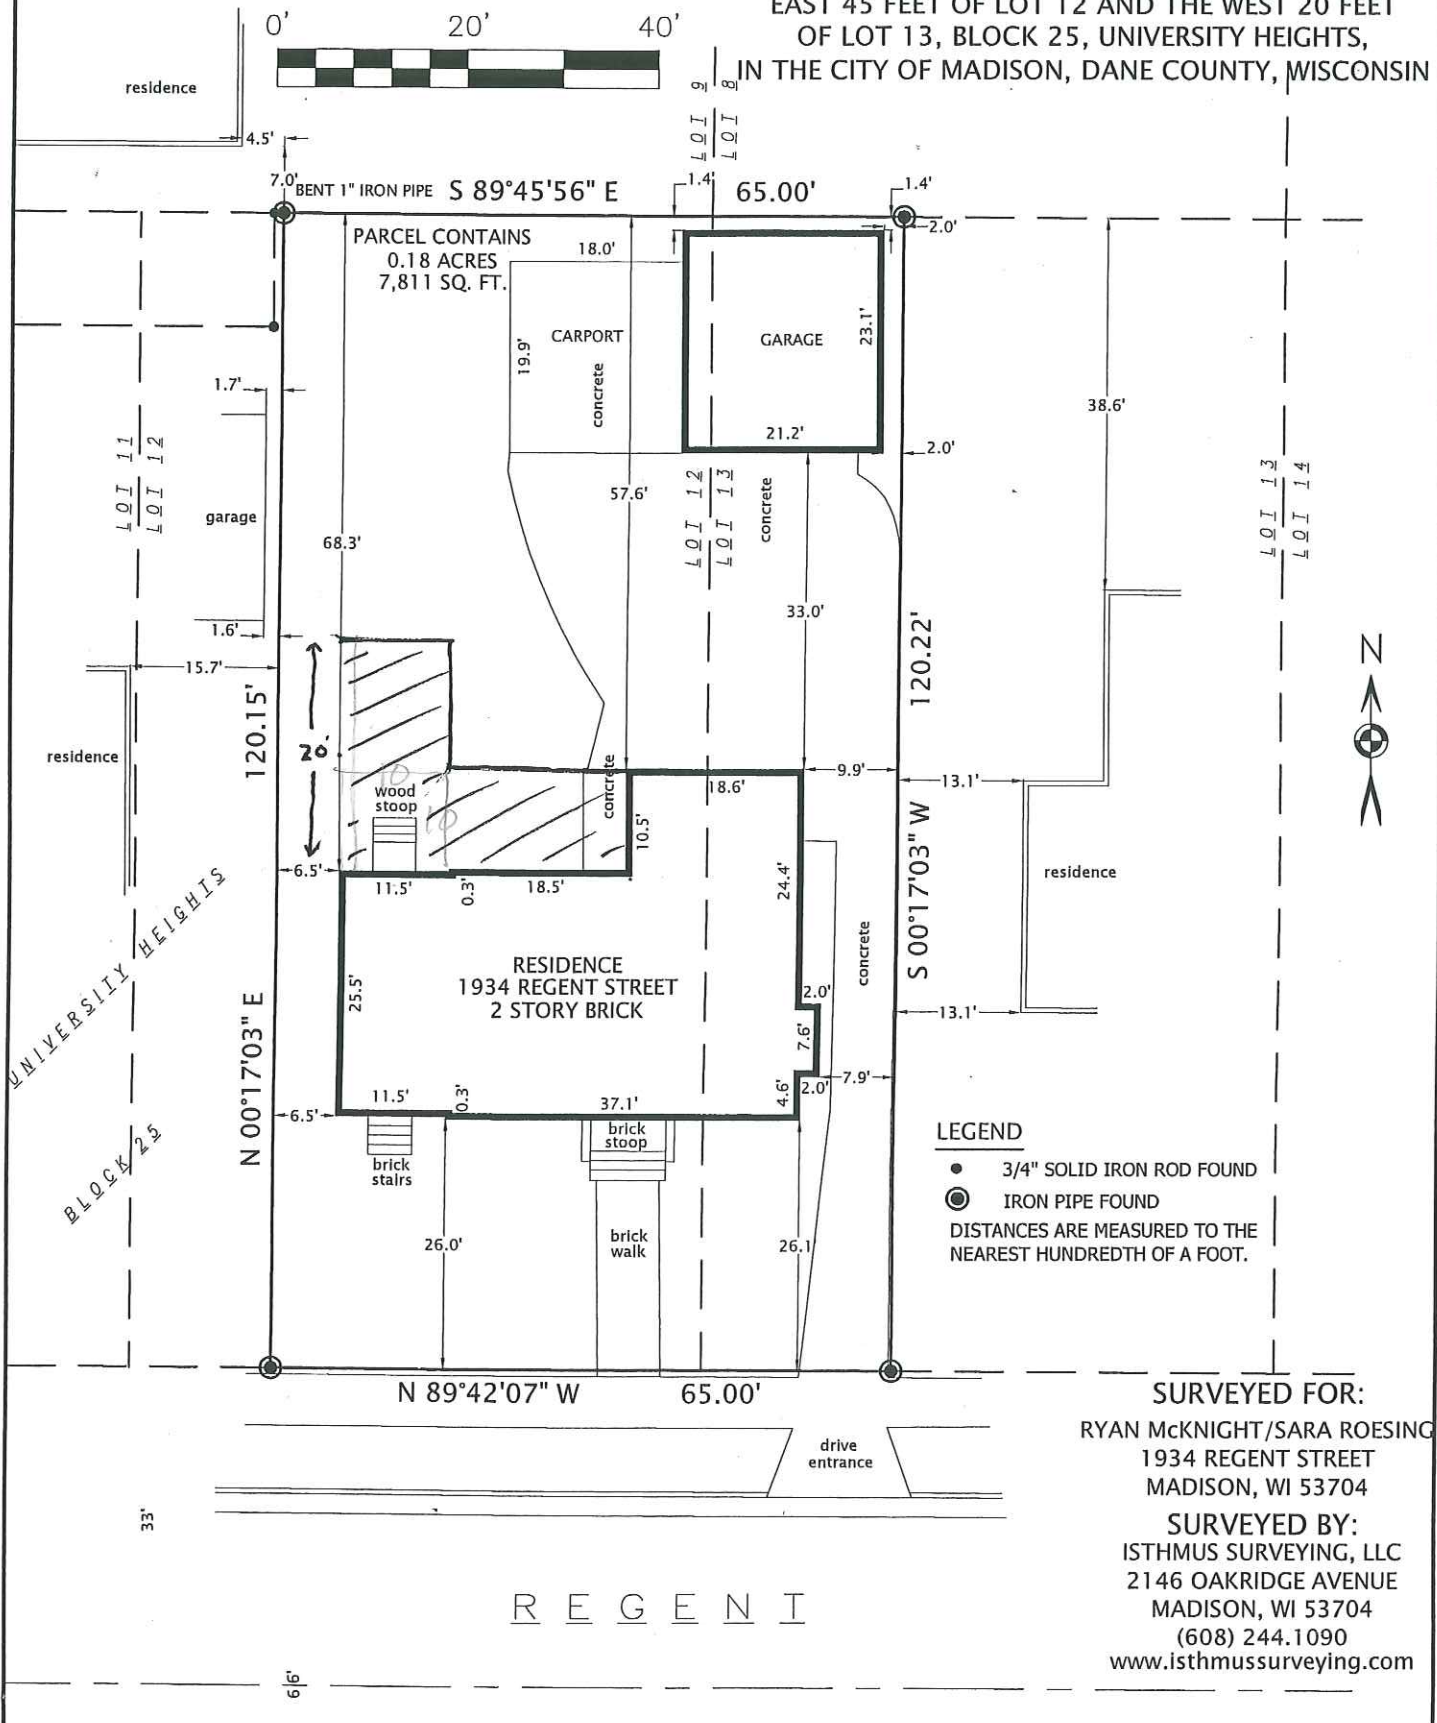 0' 20' 40'
EAST 45 FEET OF LOT 12 AND THE WEST 20 FEET
OF LOT 13, BLOCK 25, UNIVERSITY HEIGHTS,
IN THE CITY OF MADISON, DANE COUNTY, WISCONSIN
residence
LOT 9
LOT 8
4.5'
7.0'
BENT 1" IRON PIPE
S 89°45'56" E
65.00'
1.4'
1.4'
2.0'
PARCEL CONTAINS
0.18 ACRES
7,811 SQ. FT.
18.0'
CARPORT
19.9'
concrete
GARAGE
23.1'
21.2'
2.0'
38.6'
1.7'
LOT 11
LOT 12
garage
57.6'
LOT 12
LOT 13
concrete
LOT 13
LOT 14
68.3'
33.0'
1.6'
15.7'
120.15'
120.22'
N
residence
20'
10
wood
stoop
10
concrete
18.6'
9.9'
13.1'
10.5'
6.5'
11.5'
0.3'
18.5'
24.4'
S 00°17'03" W
residence
concrete
UNIVERSITY HEIGHTS
RESIDENCE
1934 REGENT STREET
2 STORY BRICK
25.5'
2.0'
13.1'
7.6'
N 00°17'03" E
4.6'
2.0'
7.9'
6.5'
11.5'
0.3'
37.1'
brick
stoop
brick
stairs
BLOCK 25
LEGEND
3/4" SOLID IRON ROD FOUND
IRON PIPE FOUND
DISTANCES ARE MEASURED TO THE
NEAREST HUNDREDTH OF A FOOT.
26.0'
brick
walk
26.1'
N 89°42'07" W
65.00'
SURVEYED FOR:
RYAN McKNIGHT/SARA ROESING
1934 REGENT STREET
MADISON, WI 53704
drive
entrance
33'
SURVEYED BY:
ISTHMUS SURVEYING, LLC
2146 OAKRIDGE AVENUE
MADISON, WI 53704
(608) 244.1090
www.isthmussurveying.com
REGENT
66'